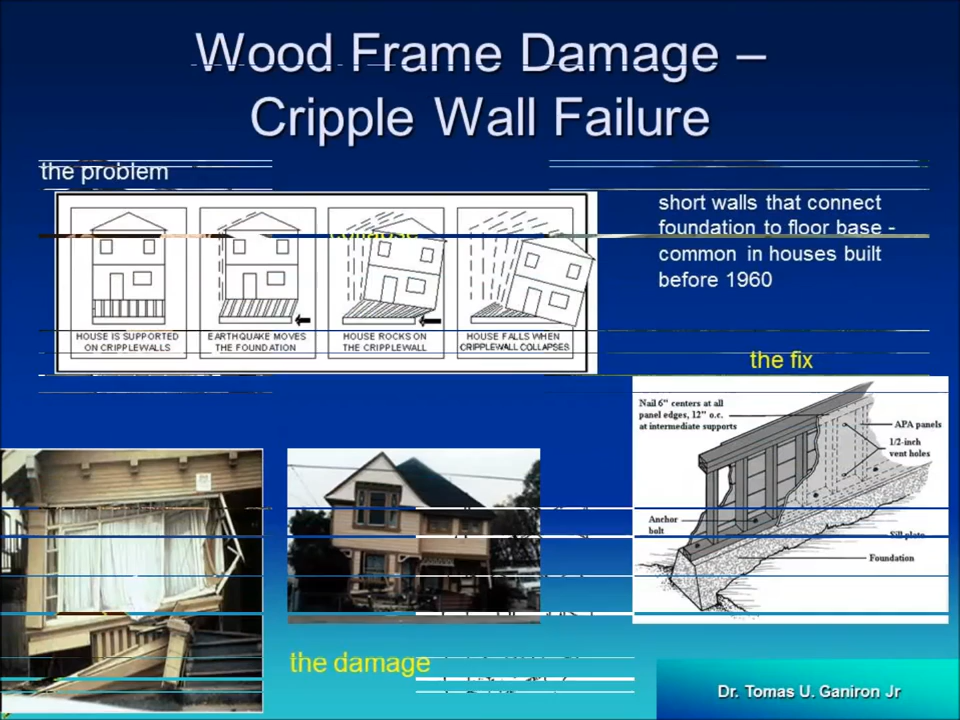 Wood Frame Damage –
Cripple Wall Failure
the problem
short walls that connect
foundation to floor base -
common in houses built
before 1960
HOUSE IS SUPPORTED
ON CRIPPLEWALLS
EARTHQUAKE MOVES
THE FOUNDATION
HOUSE ROCKS ON
THE CRIPPLEWALL
HOUSE FALLS WHEN
CRIPPLEWALL COLLAPSES
the fix
Nail 6" centers at all
panel edges, 12" o.c.
at intermediate supports
APA panels
1/2-inch
vent holes
Anchor
bolt
Sill plate
Foundation
the damage
Dr. Tomas U. Ganiron Jr